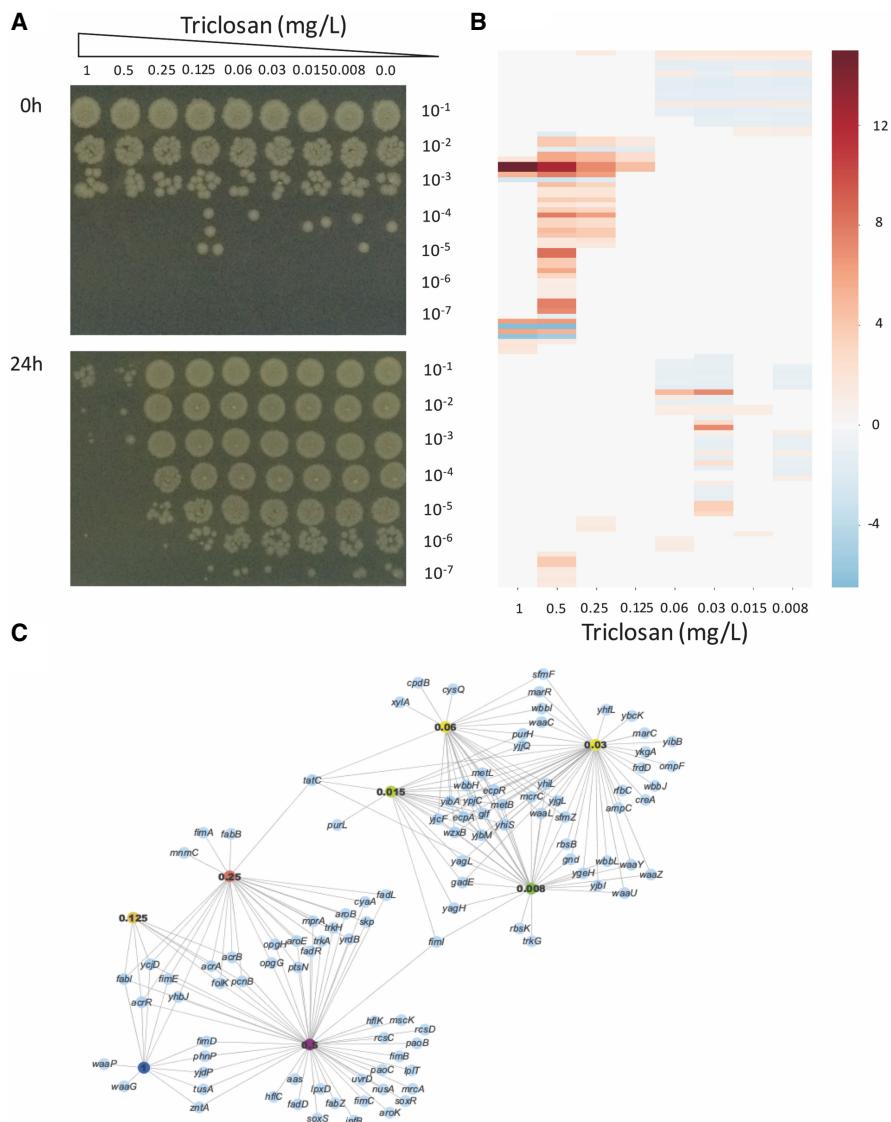 A
Triclosan (mg/L)
1 0.5 0.25 0.125 0.06 0.03 0.015 0.008 0.0
0h
10-1
10-2
10-3
10-4
10-5
10-6
10-7
24h
10-1
10-2
10-3
10-4
10-5
10-6
10-7
B
12
8
4
0
-4
1 0.5 0.25 0.125 0.06 0.03 0.015 0.008
Triclosan (mg/L)
C
sfmF
cpdB
cysQ
marR
xylA
wbbI
yhfL
ybcK
waaC
0.06
purH
marC
yjjQ
0.03
yibB
ykgA
metL
frdD
ompF
tatC
wbbH
yhiL
ecpR
0.015
mcrC
rfbC
wbbJ
yibA
ypjC
metB
yjgL
creA
ampC
yjcF
ecpA
glf
waaL
sfmZ
purL
yhiS
wzxB
yjbM
fimA
fabB
rbsB
mnmC
yagL
gnd
wbbL
waaY
0.25
gadE
ygeH
waaZ
0.008
yjbI
waaU
cyaA
fadL
yagH
0.125
aroB
mprA
skp
trkH
rbsK
opgH
aroE
trkA
yrdB
fimI
trkG
fadR
acrB
opgG
ptsN
ycjD
acrA
fabI
fimE
folK
pcnB
yhbJ
acrR
hflK
mscK
rcsD
fimD
rcsC
paoB
0.5
phnP
fimB
waaP
1
yjdP
paoC
lplT
aas
uvrD
waaG
tusA
lpxD
nusA
mrcA
hflC
fadD
fabZ
fimC
soxR
zntA
aroK
soxS